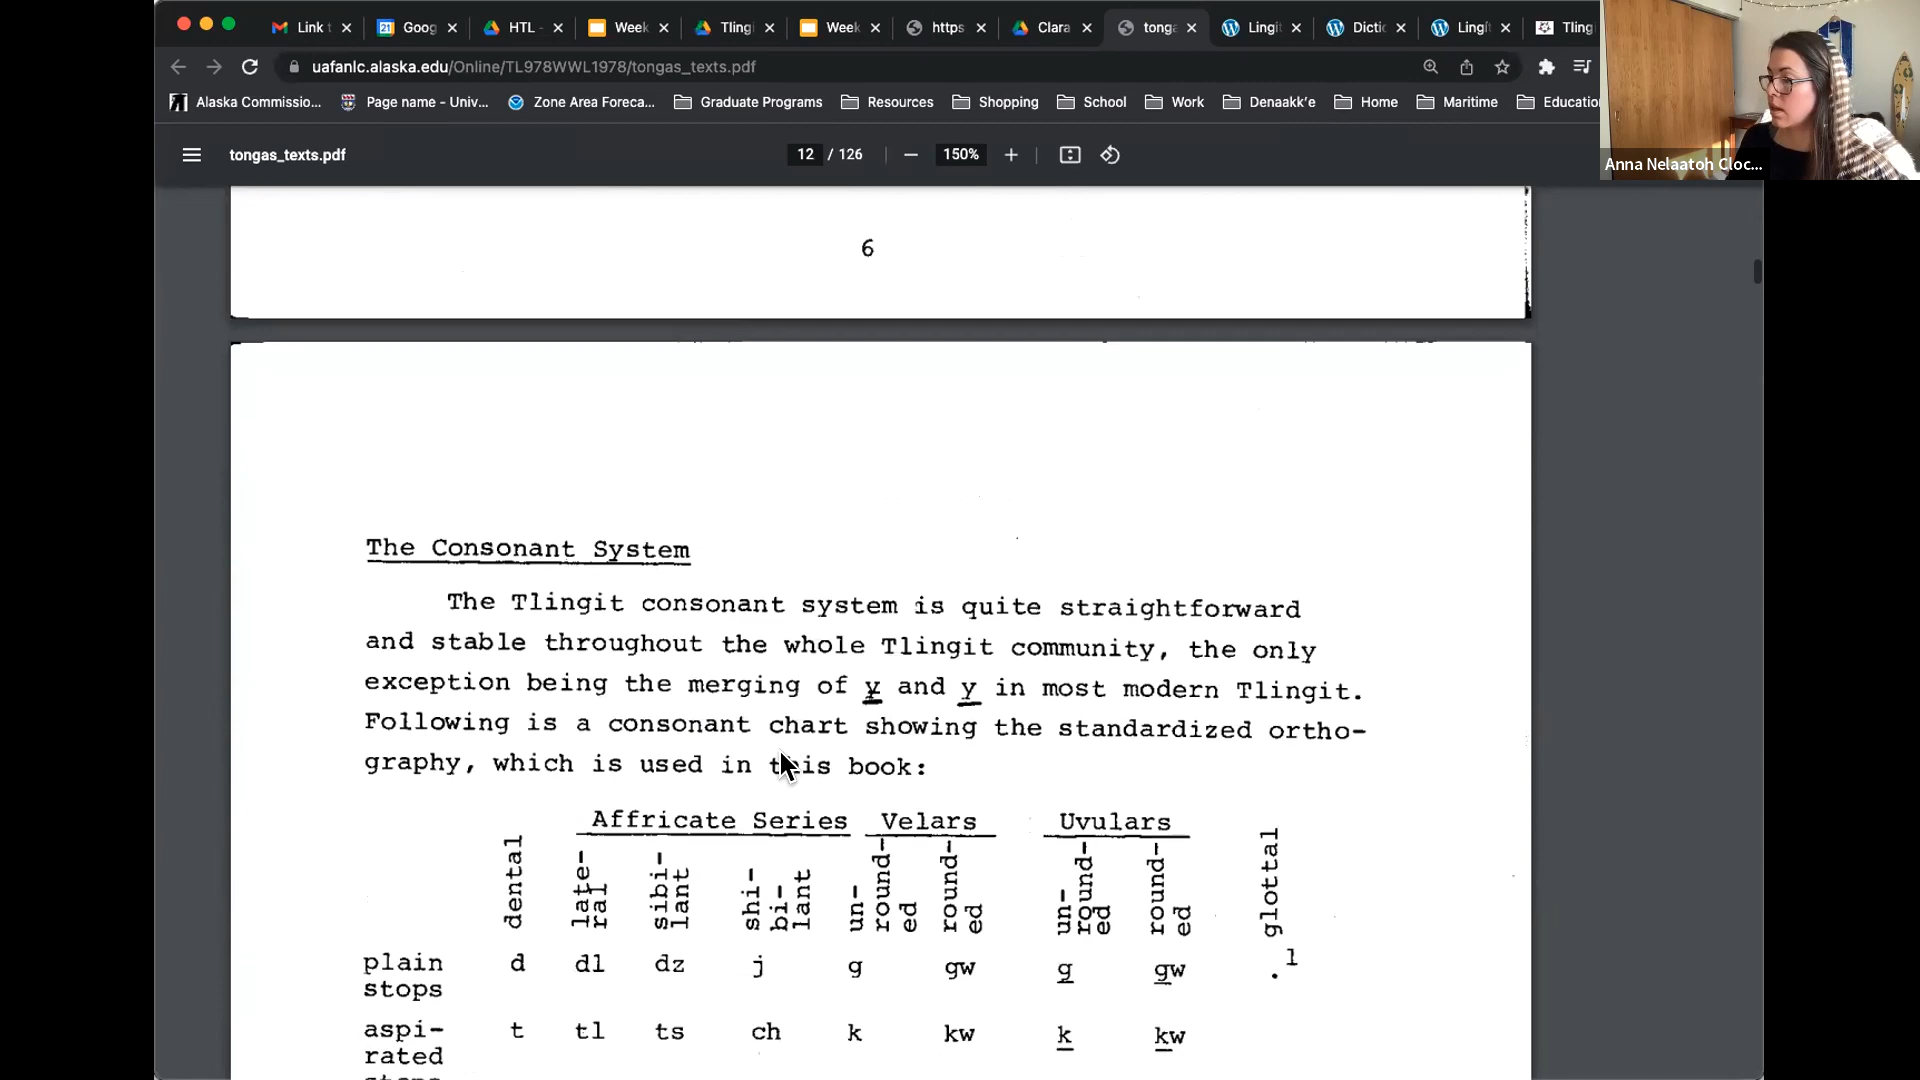 Link t
Goog
HTL -
Week
Tlingi
Week
https
Clara
tonga
Lingít
Dictic
Lingít
Tling
uafanlc.alaska.edu/Online/TL978WWL1978/tongas_texts.pdf
Alaska Commissio...
Page name - Univ...
Zone Area Foreca...
Graduate Programs
Resources
Shopping
School
Work
Denaakk'e
Home
Maritime
Educatio
Anna Nelaatoh Cloc...
tongas_texts.pdf
12 / 126
150%
6
The Consonant System
The Tlingit consonant system is quite straightforward
and stable throughout the whole Tlingit community, the only
exception being the merging of y̲ and y in most modern Tlingit.
Following is a consonant chart showing the standardized ortho-
graphy, which is used in this book:
Affricate Series Velars Uvulars
dental late-ral sibi-lant shi-bi-lant un-round-ed round-ed un-round-ed round-ed glottal
plain d dl dz j g gw g̲ g̲w .1
stops
aspi- t tl ts ch k kw k̲ k̲w
rated